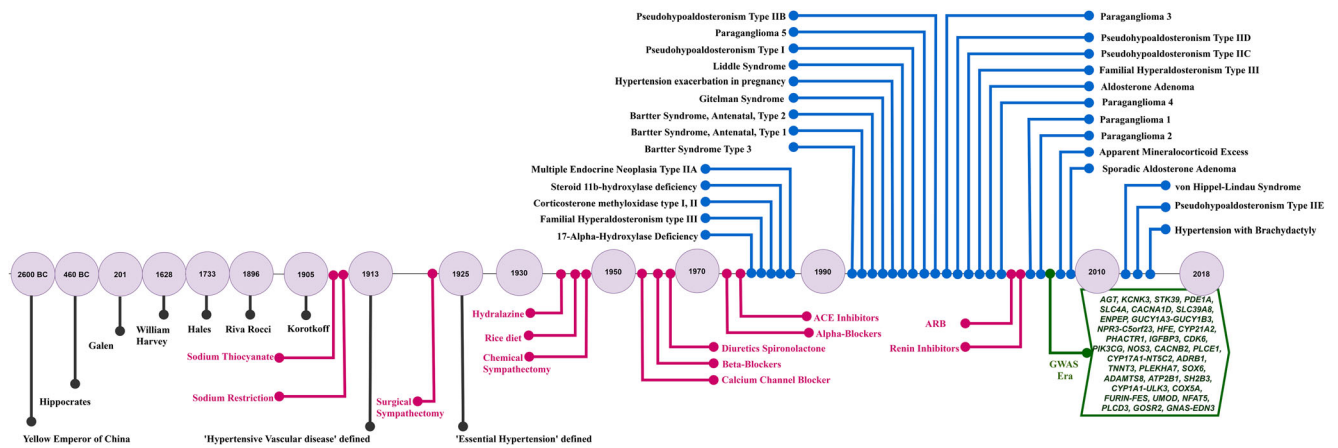 Pseudohypoaldosteronism Type IIB
Paraganglioma 5
Pseudohypoaldosteronism Type I
Liddle Syndrome
Hypertension exacerbation in pregnancy
Gitelman Syndrome
Bartter Syndrome, Antenatal, Type 2
Bartter Syndrome, Antenatal, Type 1
Bartter Syndrome Type 3
Multiple Endocrine Neoplasia Type IIA
Steroid 11b-hydroxylase deficiency
Corticosterone methyloxidase type I, II
Familial Hyperaldosteronism type III
17-Alpha-Hydroxylase Deficiency
Paraganglioma 3
Pseudohypoaldosteronism Type IID
Pseudohypoaldosteronism Type IIC
Familial Hyperaldosteronism Type III
Aldosterone Adenoma
Paraganglioma 4
Paraganglioma 1
Paraganglioma 2
Apparent Mineralocorticoid Excess
Sporadic Aldosterone Adenoma
von Hippel-Lindau Syndrome
Pseudohypoaldosteronism Type IIE
Hypertension with Brachydactyly
2600 BC
460 BC
201
1628
1733
1896
1905
1913
1925
1930
1950
1970
1990
2010
2018
Yellow Emperor of China
Hippocrates
Galen
William
Harvey
Hales
Riva Rocci
Korotkoff
Sodium Thiocyanate
Sodium Restriction
'Hypertensive Vascular disease' defined
Surgical
Sympathectomy
'Essential Hypertension' defined
Hydralazine
Rice diet
Chemical
Sympathectomy
ACE Inhibitors
Alpha-Blockers
Diuretics Spironolactone
Beta-Blockers
Calcium Channel Blocker
ARB
Renin Inhibitors
GWAS
Era
AGT, KCNK3, STK39, PDE1A,
SLC4A, CACNA1D, SLC39A8,
ENPEP, GUCY1A3-GUCY1B3,
NPR3-C5orf23, HFE, CYP21A2,
PHACTR1, IGFBP3, CDK6,
PIK3CG, NOS3, CACNB2, PLCE1,
CYP17A1-NT5C2, ADRB1,
TNNT3, PLEKHA7, SOX6,
ADAMTS8, ATP2B1, SH2B3,
CYP1A1-ULK3, COX5A,
FURIN-FES, UMOD, NFAT5,
PLCD3, GOSR2, GNAS-EDN3